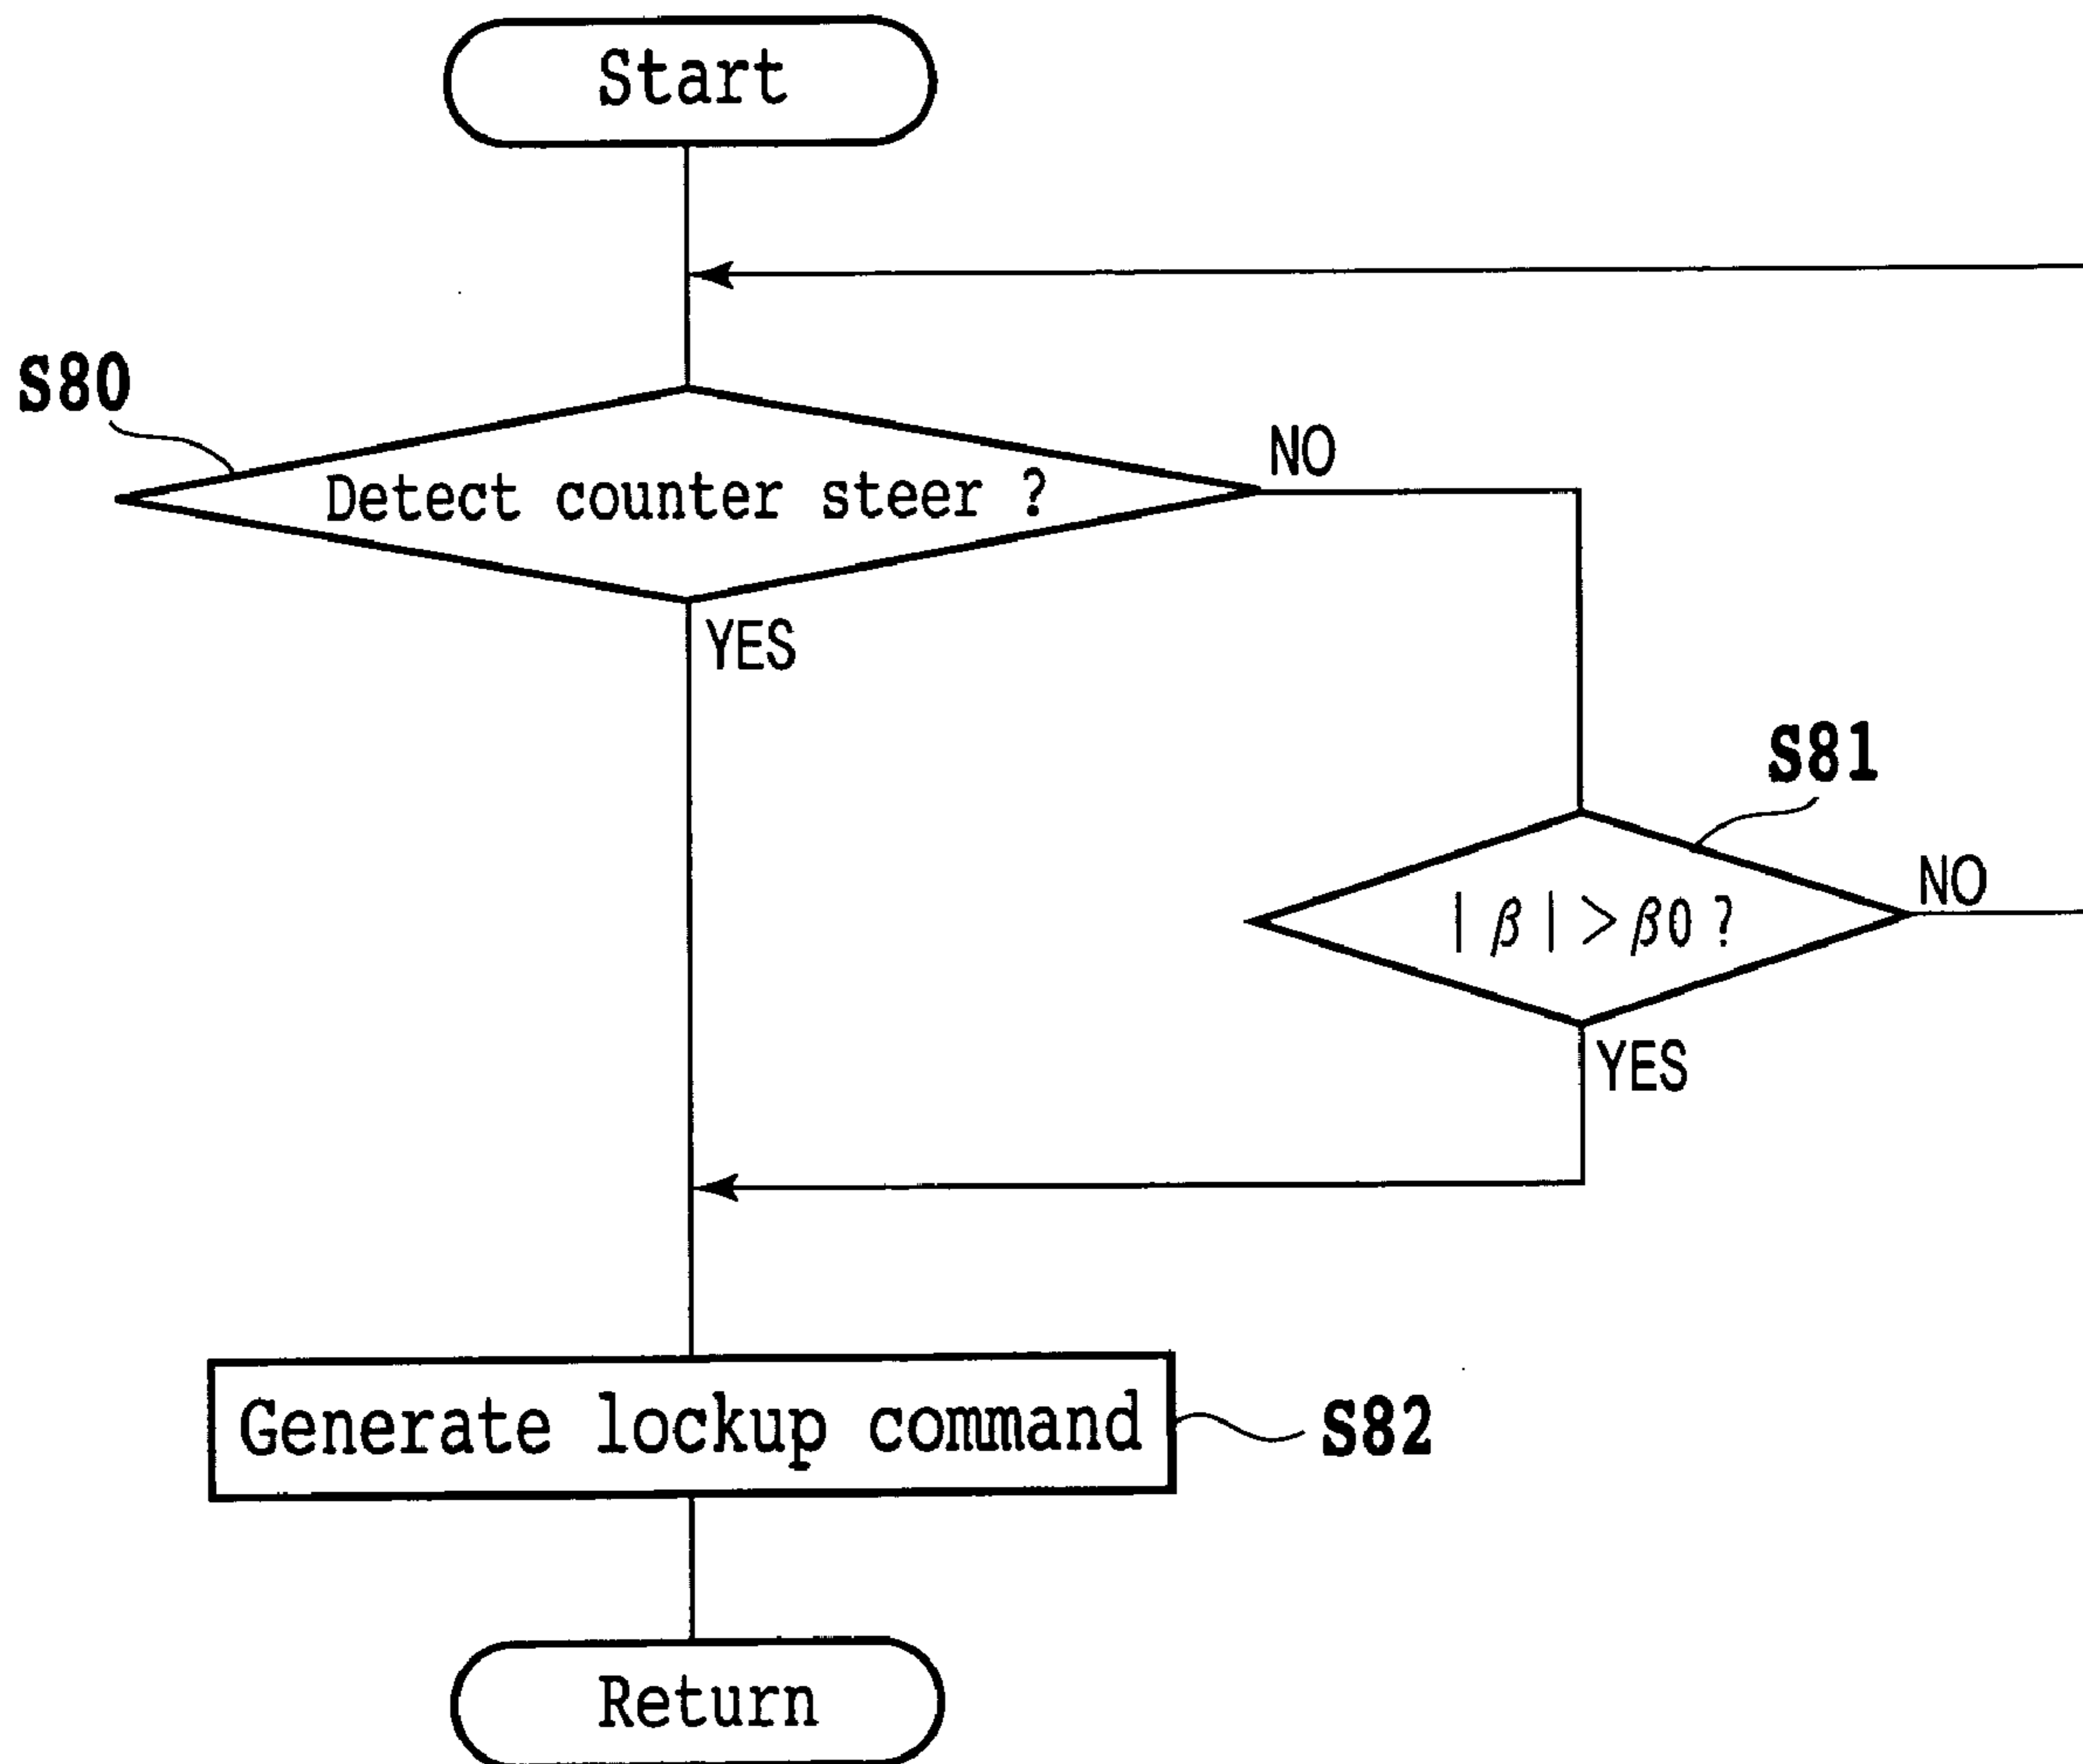 Start
S80
Detect counter steer ?
NO
YES
S81
|β|>β0?
NO
YES
Generate lockup command
S82
Return